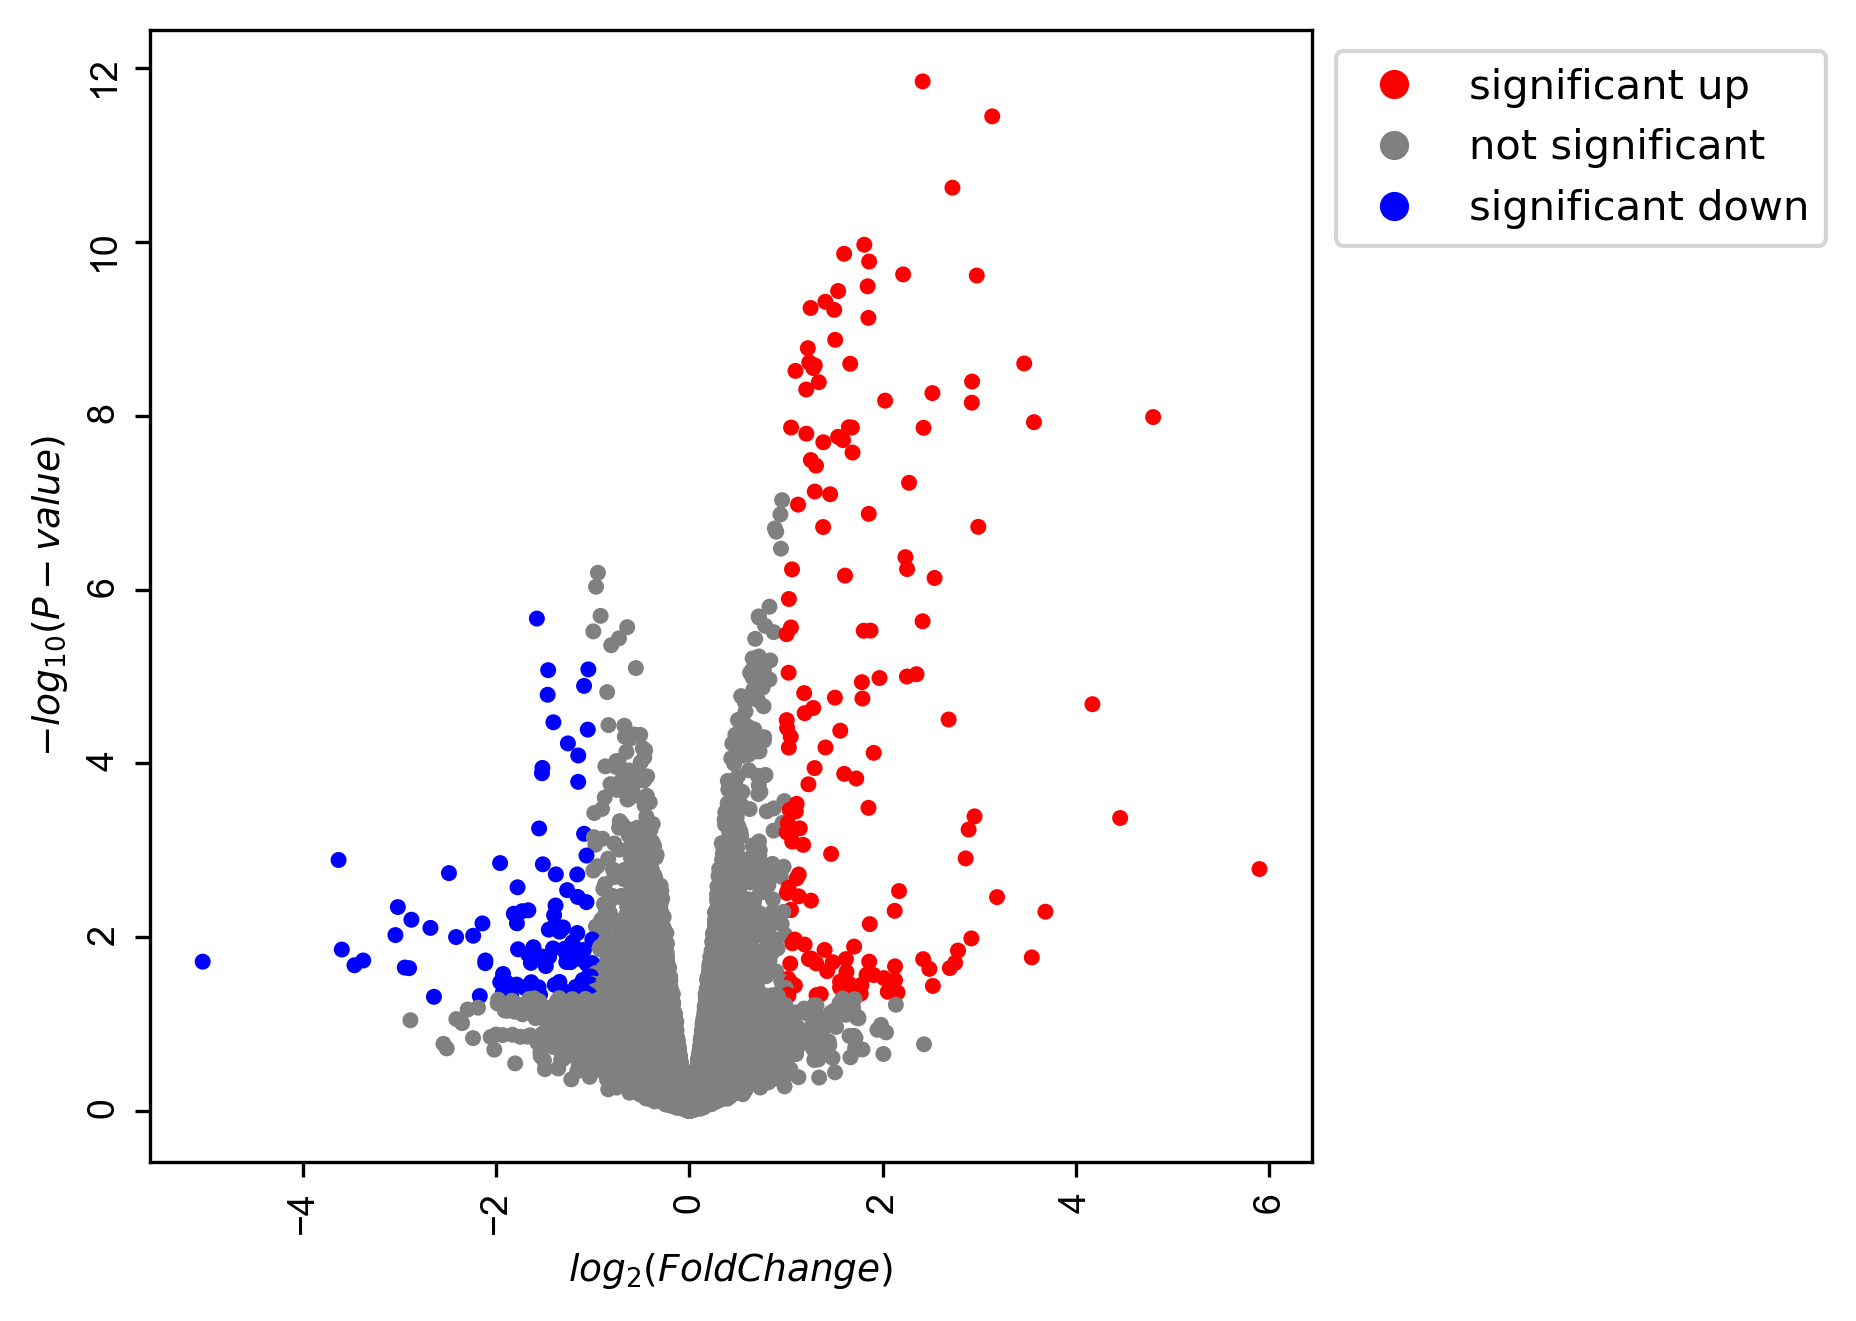 significant up
not significant
significant down
12
10
8
6
4
2
0
−log10(P − value)
−4
−2
0
2
4
6
log2(FoldChange)